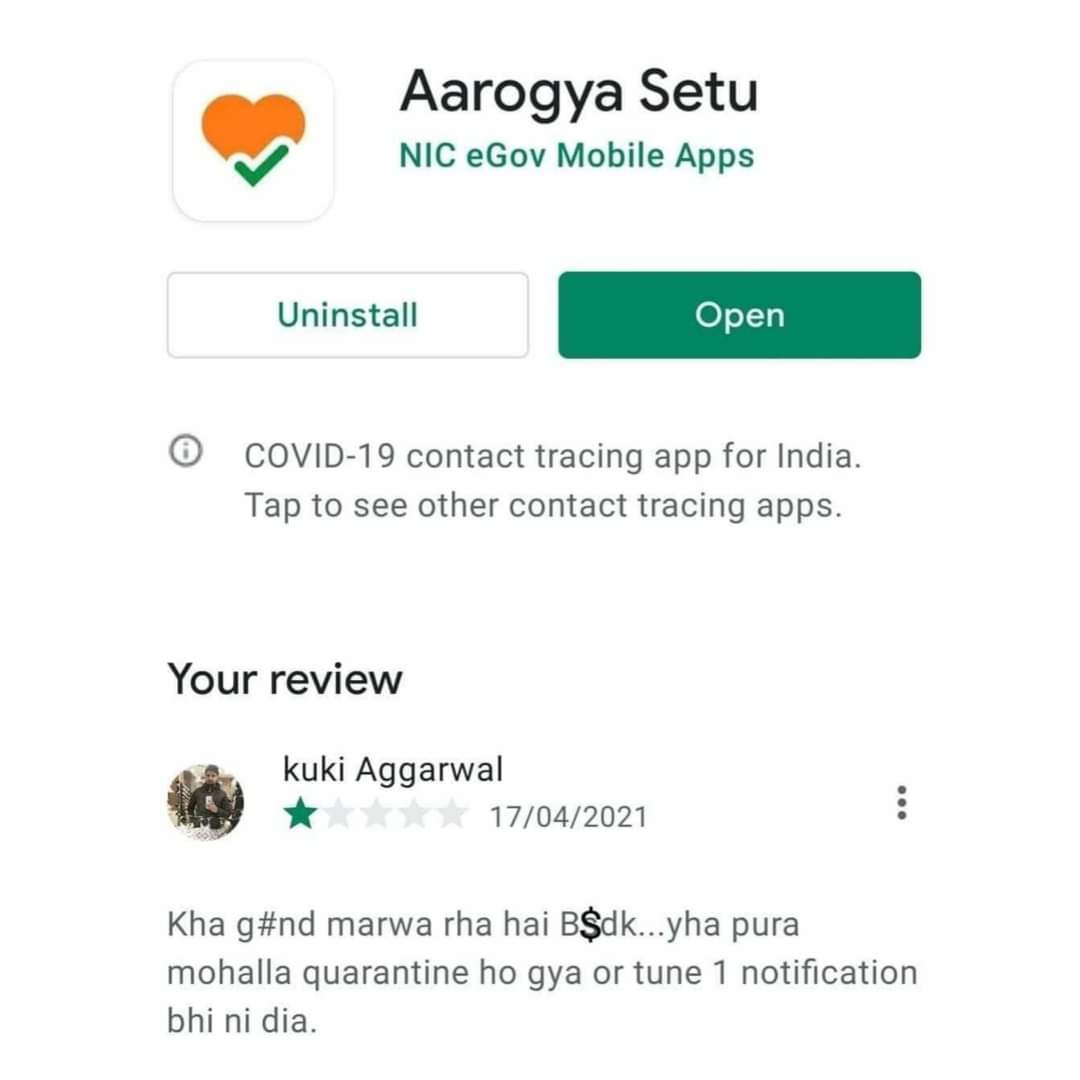 Aarogya Setu
NIC eGov Mobile Apps
Uninstall
Open
COVID-19 contact tracing app for India.
Tap to see other contact tracing apps.
Your review
kuki Aggarwal
17/04/2021
Kha g#nd marwa rha hai B$dk...yha pura
mohalla quarantine ho gya or tune 1 notification
bhi ni dia.